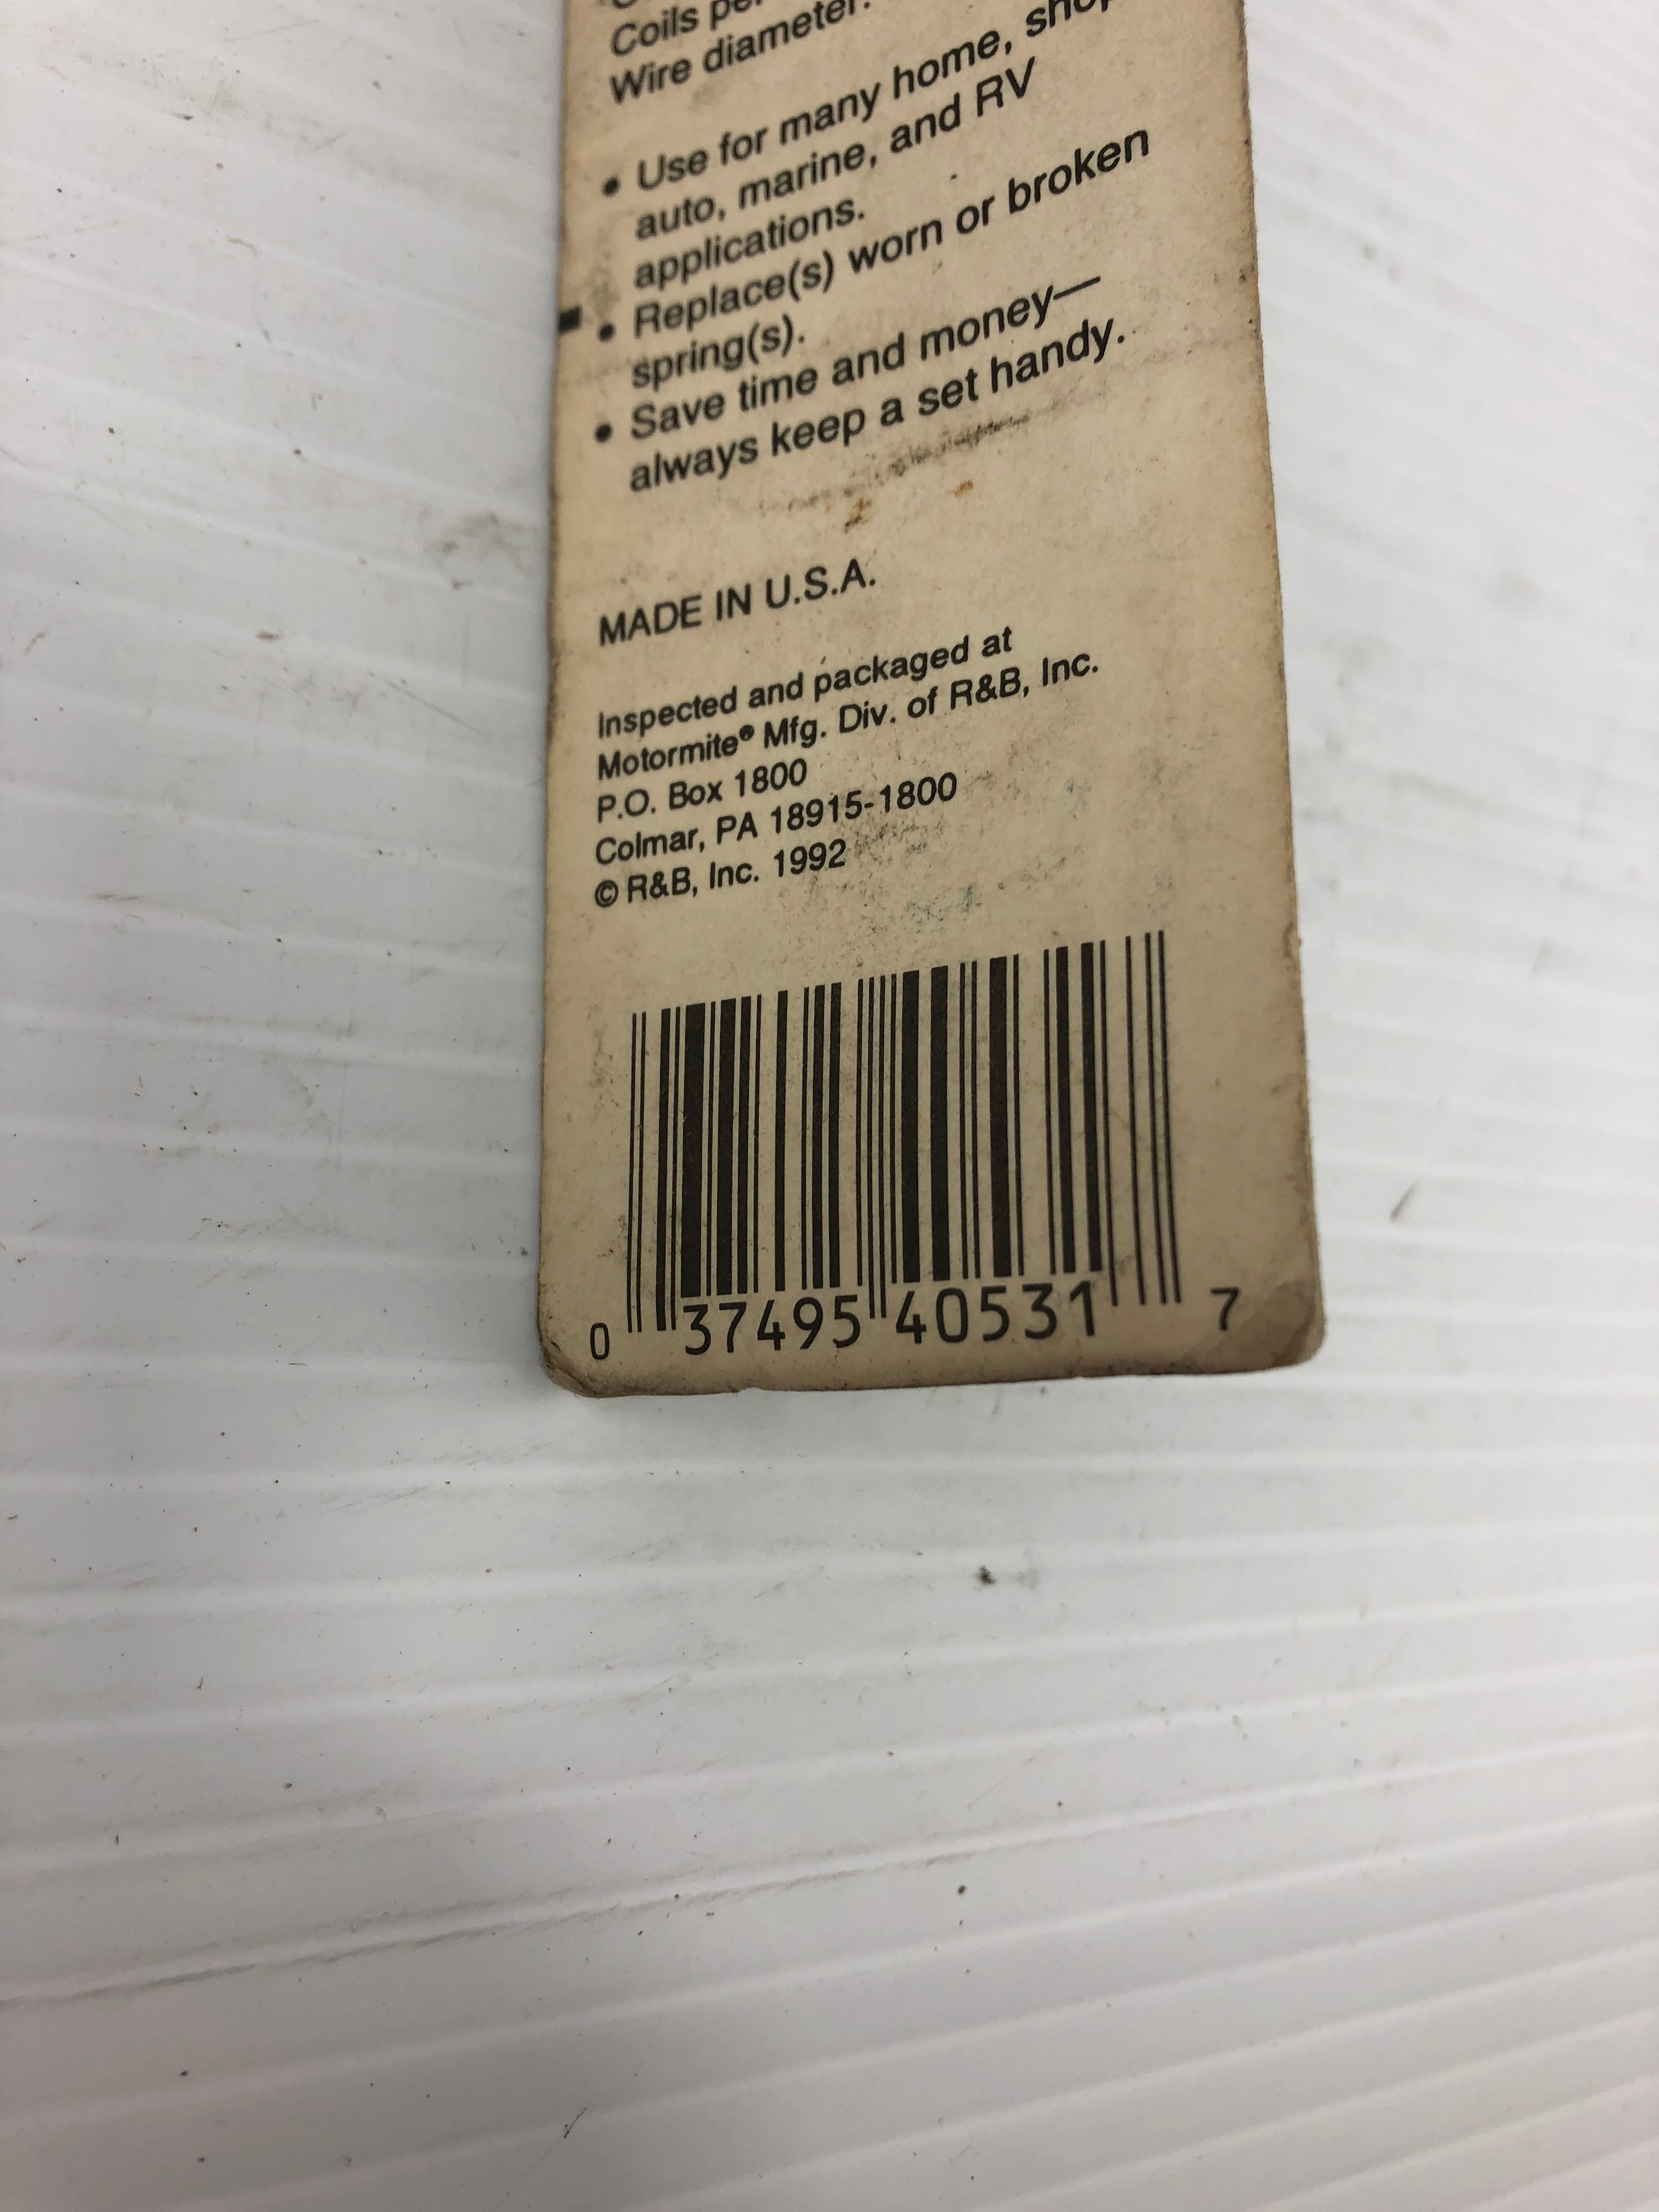 Coils
Wire diameter.
• Use for many home,
auto, marine, and RV
applications.
• Replace(s) worn or broken
spring(s).
• Save time and money—
always keep a set handy.
MADE IN U.S.A.
Inspected and packaged at
Motormite® Mfg. Div. of R&B, Inc.
P.O. Box 1800
Colmar, PA 18915-1800
© R&B, Inc. 1992
0 37495 40531 7